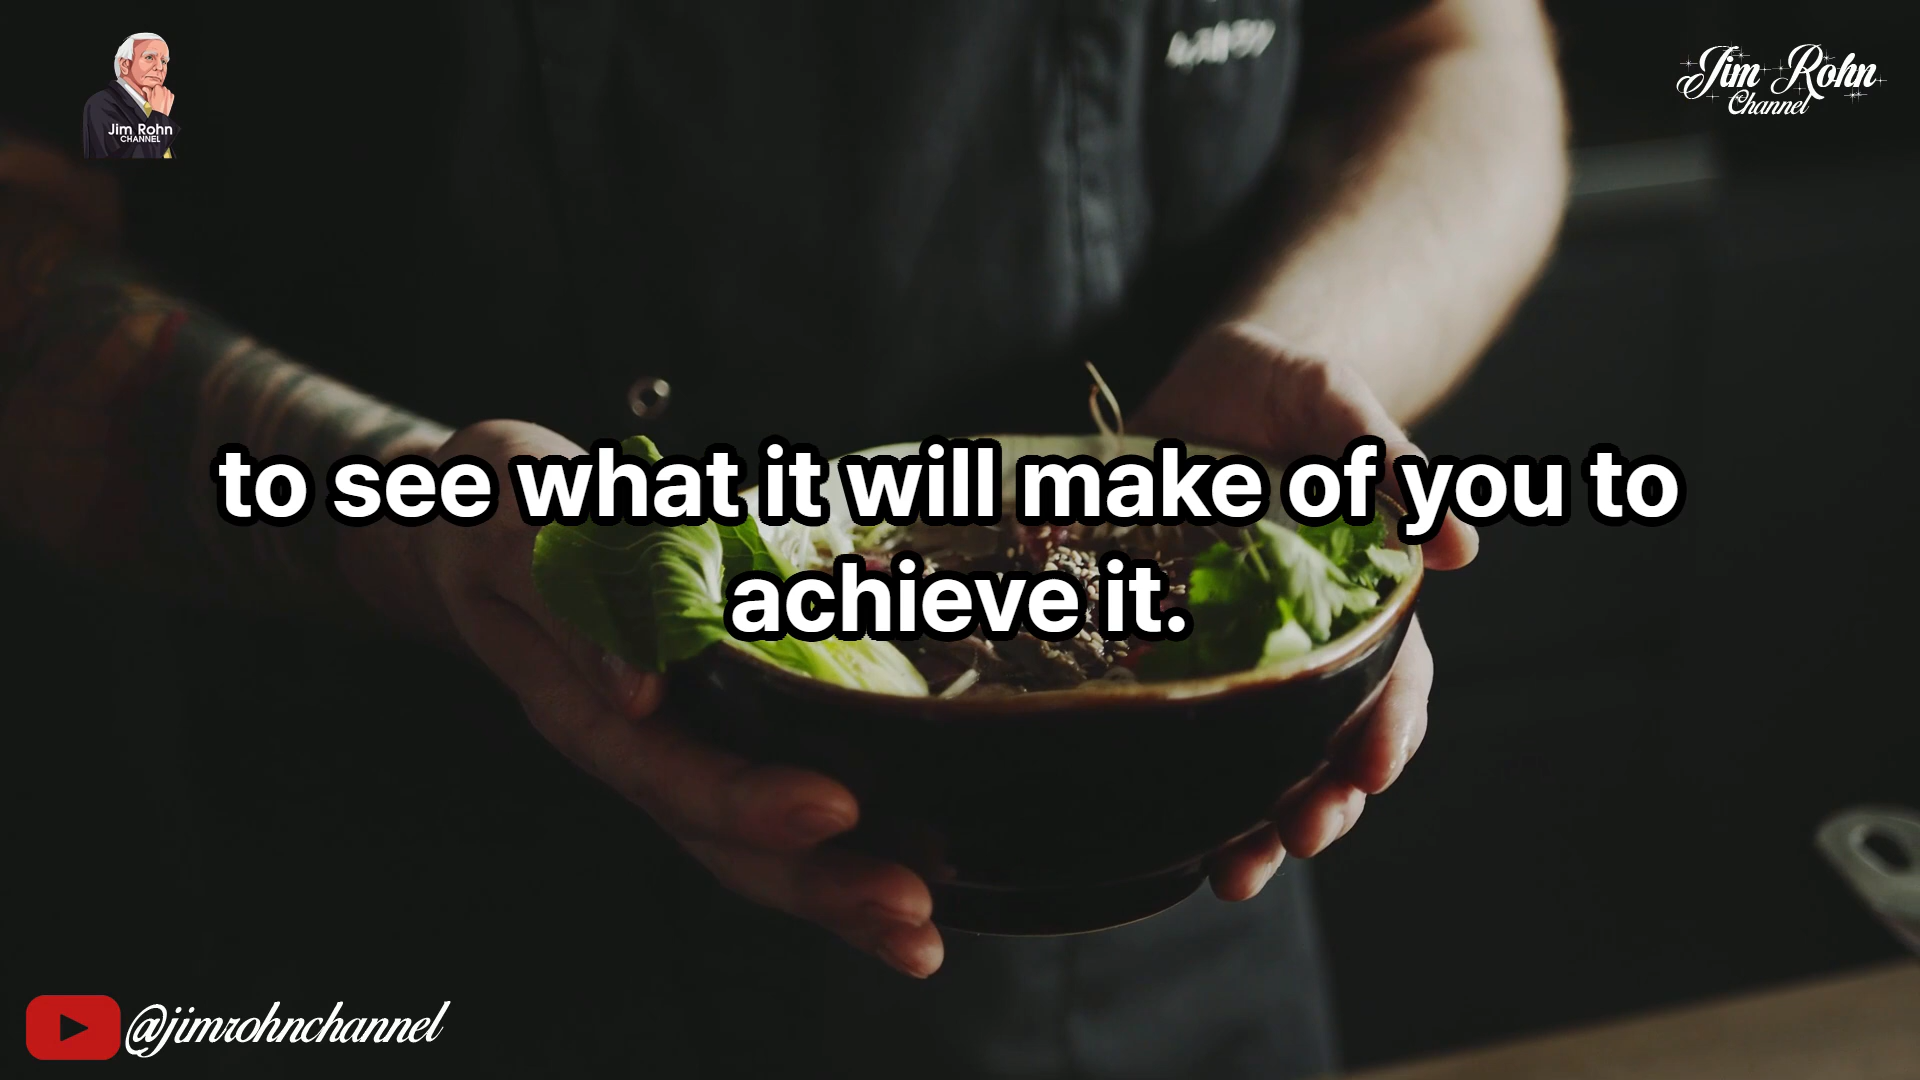 Jim Rohn
CHANNEL
Jim Rohn
Channel
to see what it will make of you to
achieve it.
@jimrohnchannel